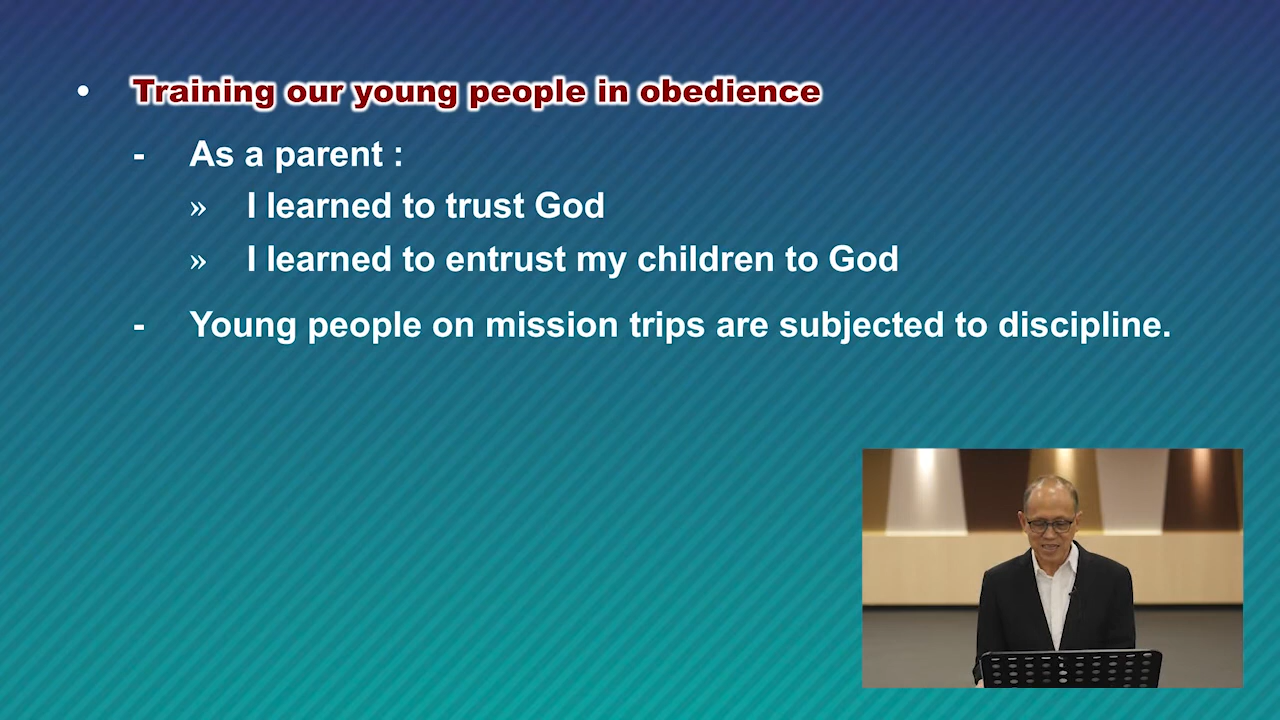 • Training our young people in obedience
- As a parent :
» I learned to trust God
» I learned to entrust my children to God
- Young people on mission trips are subjected to discipline.